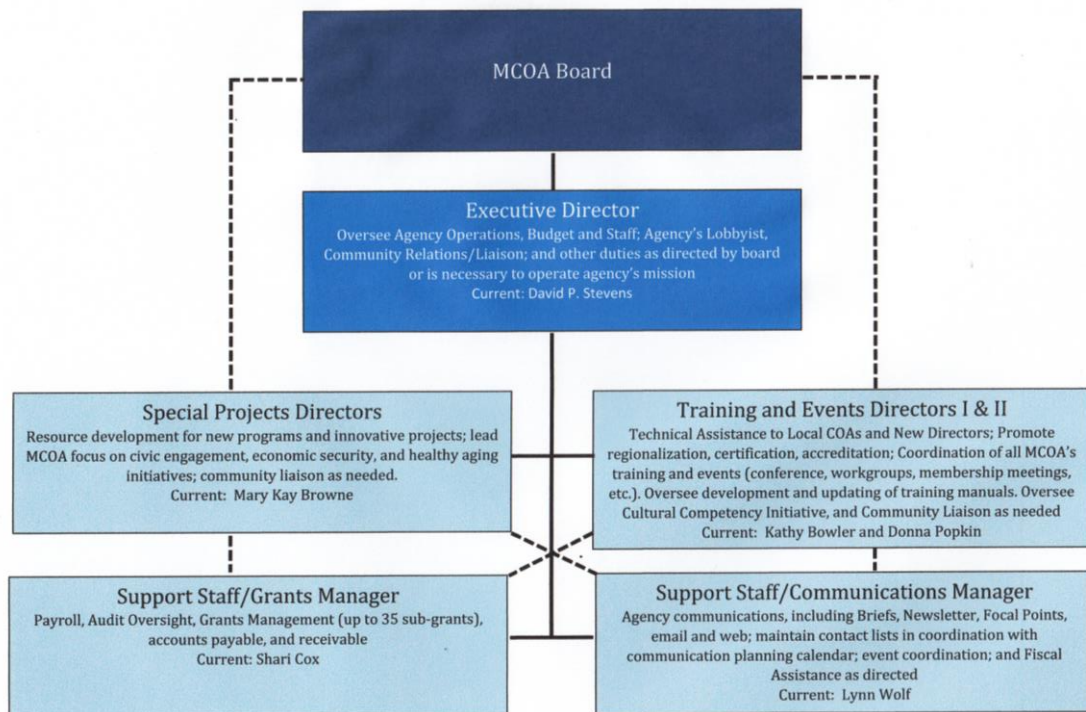 MCOA Board
Executive Director
Oversee Agency Operations, Budget and Staff; Agency's Lobbyist,
Community Relations/Liaison; and other duties as directed by board
or is necessary to operate agency's mission
Current: David P. Stevens
Special Projects Directors
Resource development for new programs and innovative projects; lead
MCOA focus on civic engagement, economic security, and healthy aging
initiatives; community liaison as needed.
Current: Mary Kay Browne
Training and Events Directors I & II
Technical Assistance to Local COAs and New Directors; Promote
regionalization, certification, accreditation; Coordination of all MCOA's
training and events (conference, workgroups, membership meetings,
etc.). Oversee development and updating of training manuals. Oversee
Cultural Competency Initiative, and Community Liaison as needed
Current: Kathy Bowler and Donna Popkin
Support Staff/Grants Manager
Payroll, Audit Oversight, Grants Management (up to 35 sub-grants),
accounts payable, and receivable
Current: Shari Cox
Support Staff/Communications Manager
Agency communications, including Briefs, Newsletter, Focal Points,
email and web; maintain contact lists in coordination with
communication planning calendar; event coordination; and Fiscal
Assistance as directed
Current: Lynn Wolf